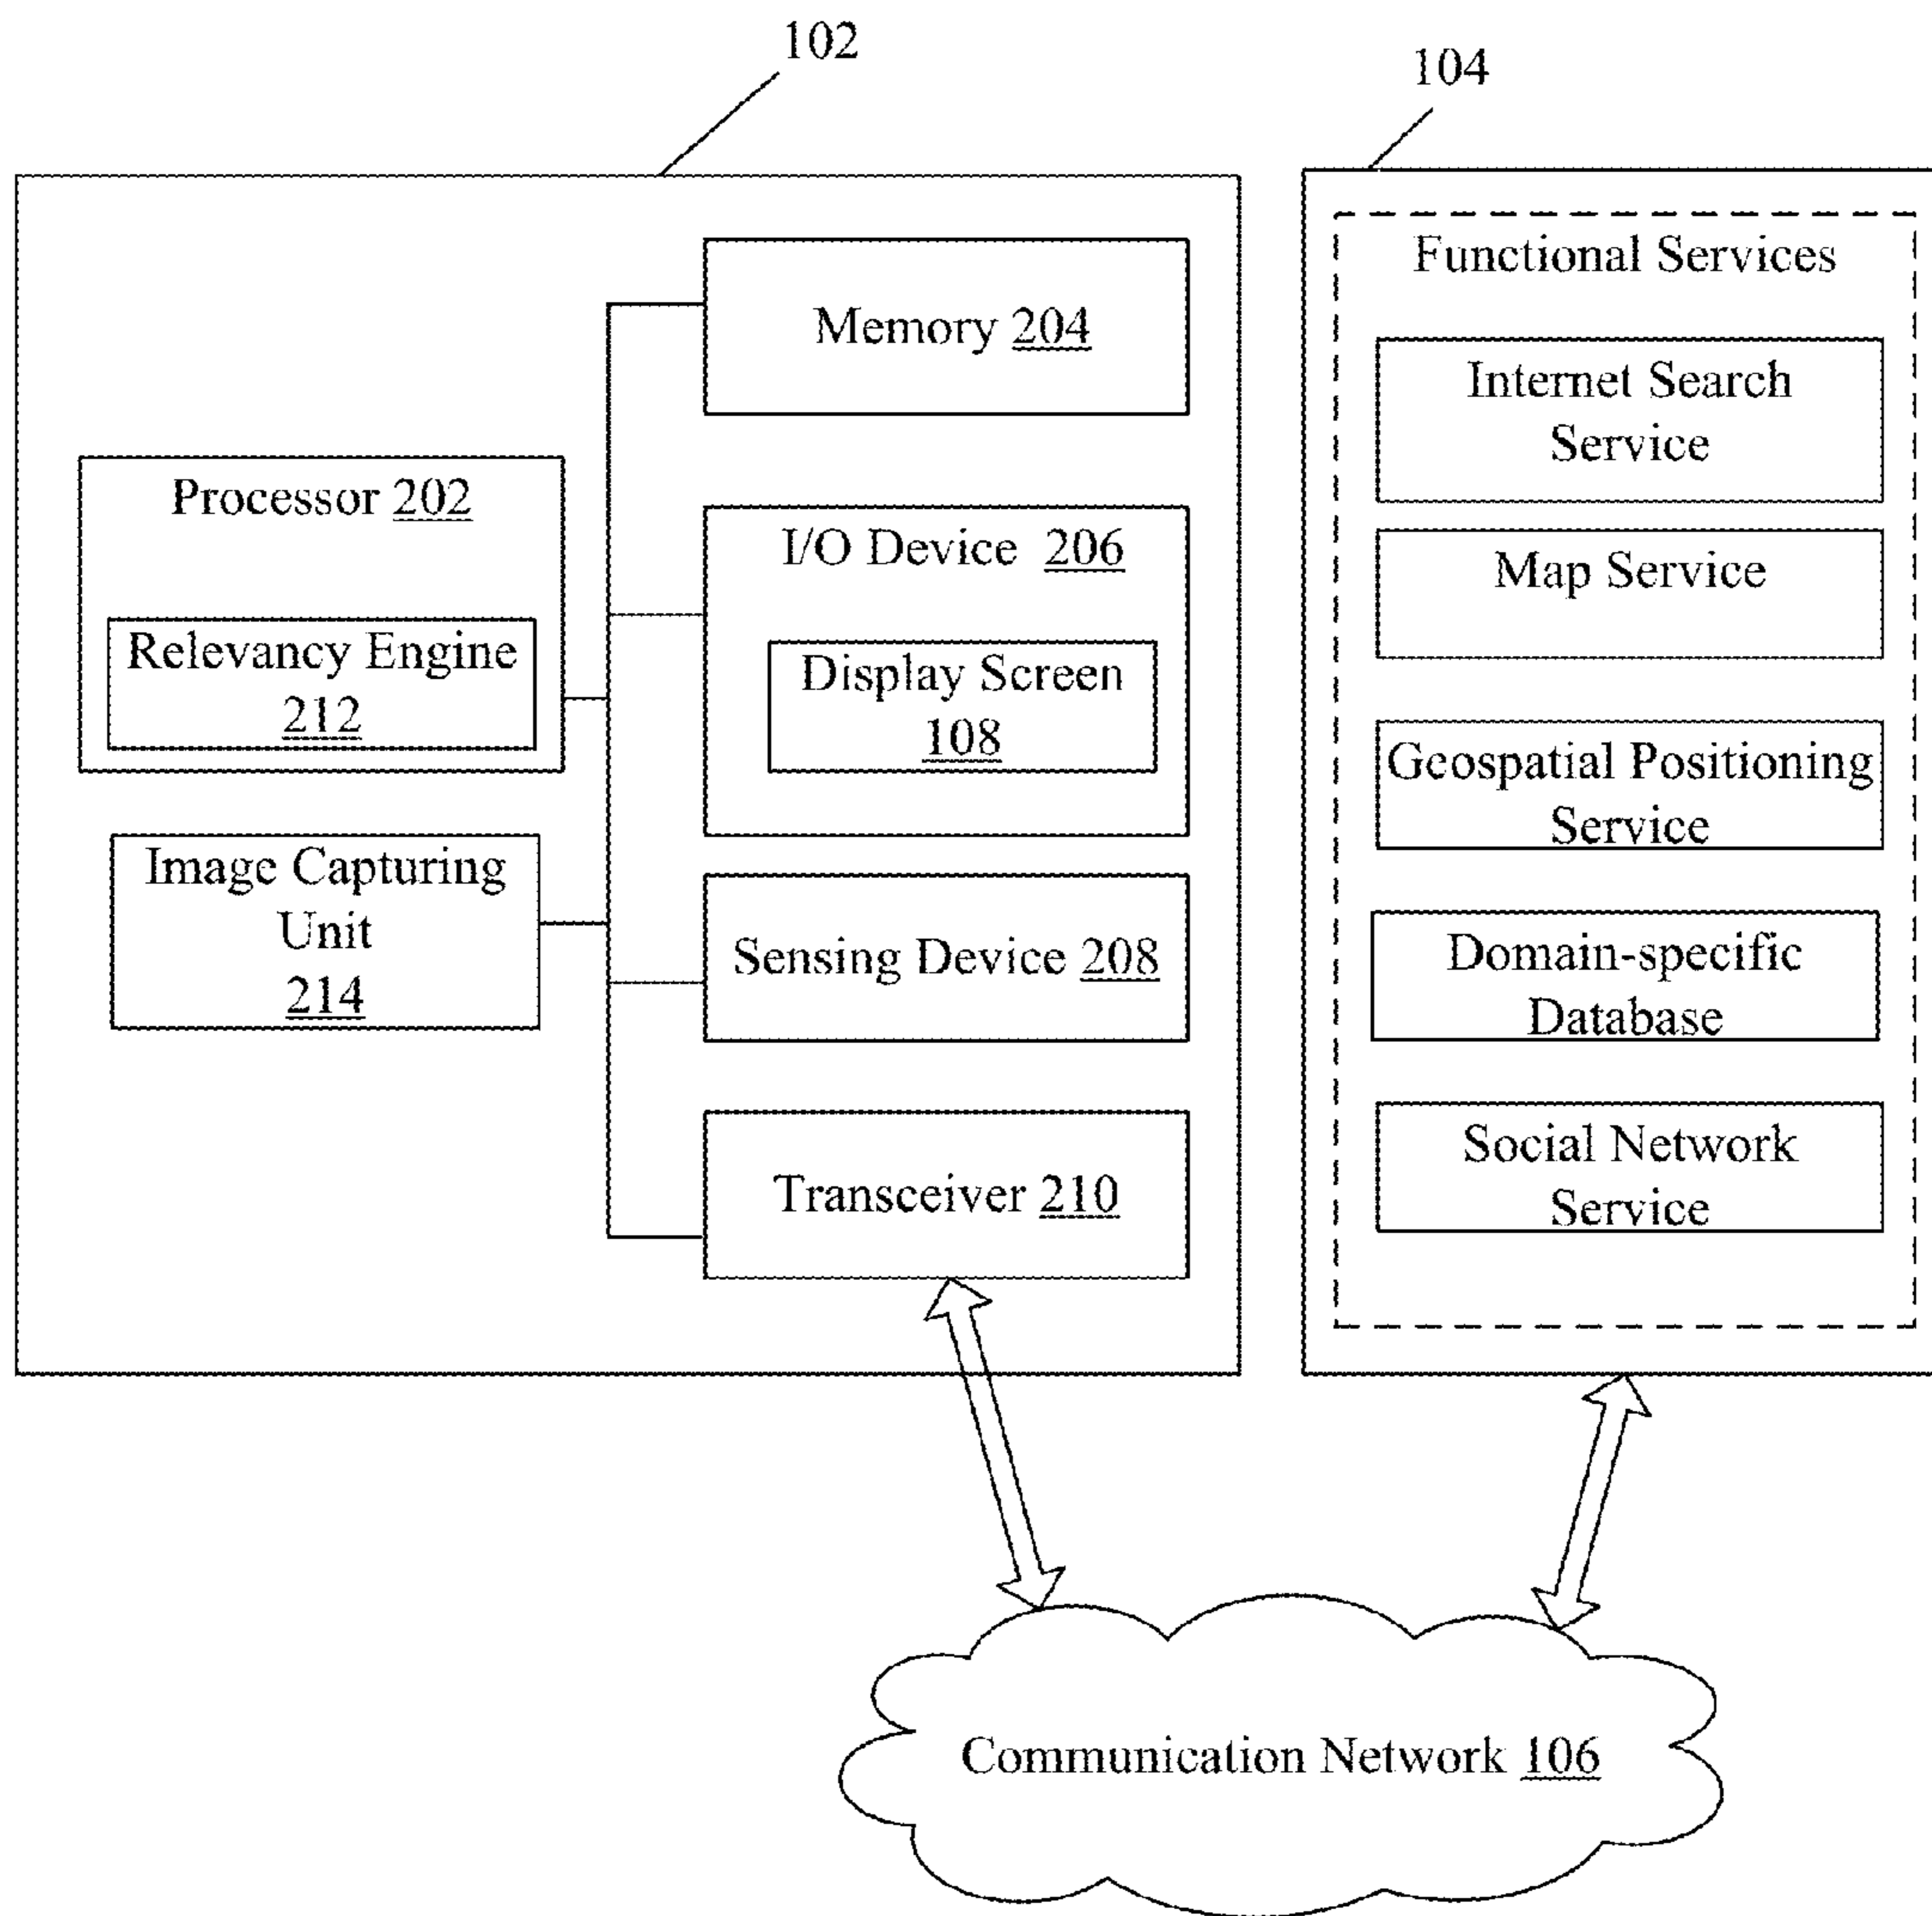 102
104
Memory 204
Processor 202
Relevancy Engine
212
I/O Device 206
Display Screen
108
Image Capturing
Unit
214
Sensing Device 208
Transceiver 210
Functional Services
Internet Search
Service
Map Service
Geospatial Positioning
Service
Domain-specific
Database
Social Network
Service
Communication Network 106